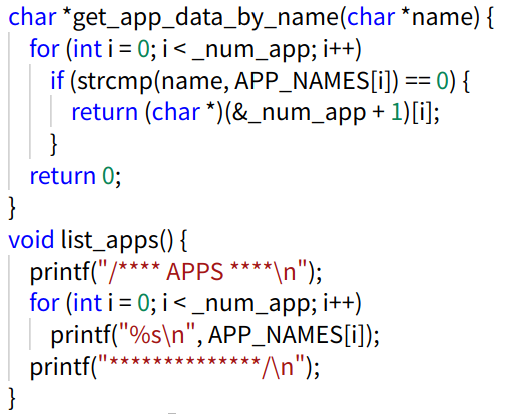 char *get_app_data_by_name(char *name) {
for (int i = 0; i < _num_app; i++)
if (strcmp(name, APP_NAMES[i]) == 0) {
return (char *)(&_num_app + 1)[i];
}
return 0;
}
void list_apps() {
printf("/**** APPS ****\n");
for (int i = 0; i < _num_app; i++)
printf("%s\n", APP_NAMES[i]);
printf("**************/\n");
}